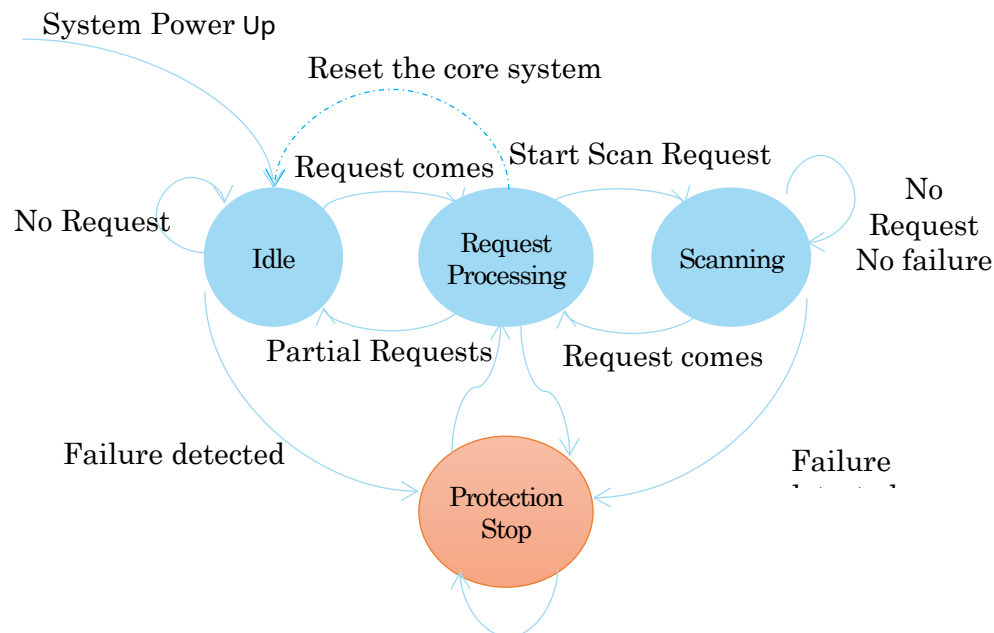 System Power Up
Reset the core system
Request comes
Start Scan Request
No Request
No
Request
No failure
Idle
Request
Processing
Scanning
Partial Requests
Request comes
Failure detected
Failure
Protection
Stop